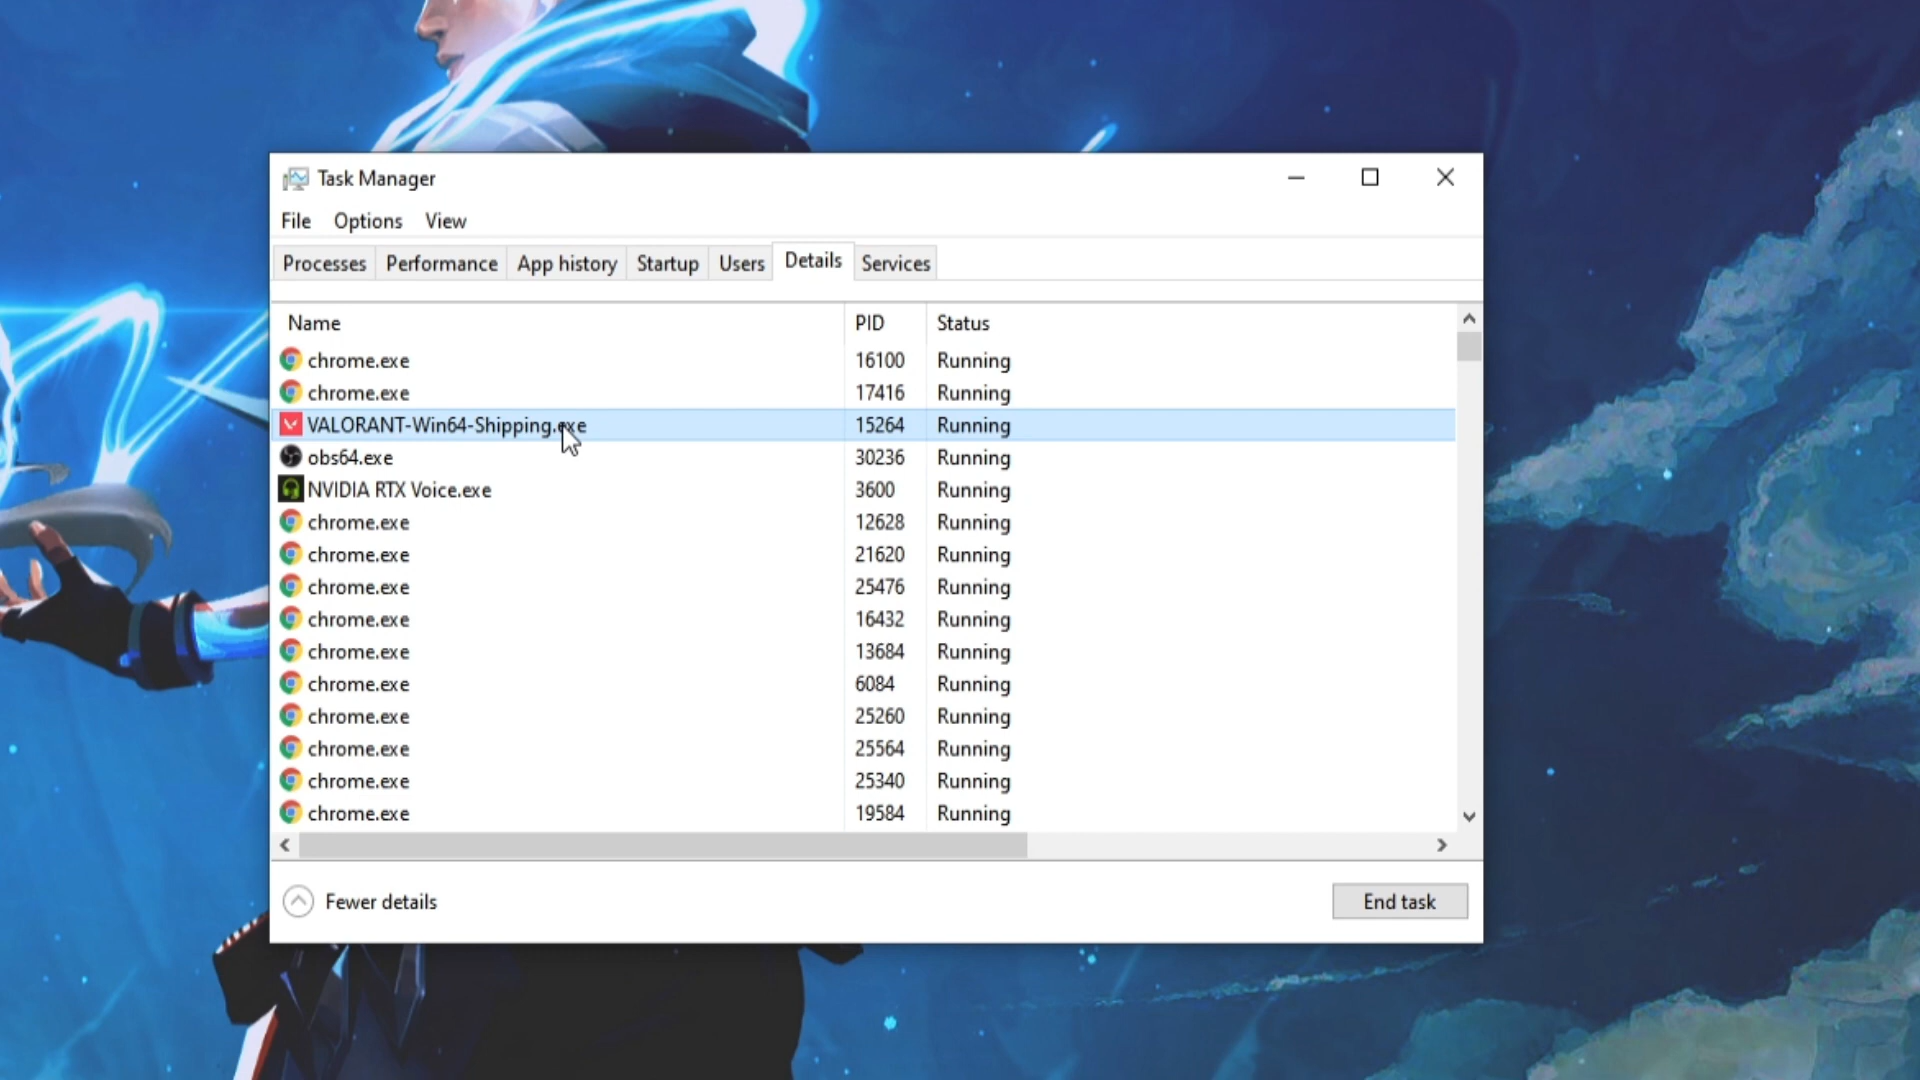 Task Manager
File Options View
Processes Performance App history Startup Users Details Services
Name PID Status
chrome.exe 16100 Running
chrome.exe 17416 Running
VALORANT-Win64-Shipping.exe 15264 Running
obs64.exe 30236 Running
NVIDIA RTX Voice.exe 3600 Running
chrome.exe 12628 Running
chrome.exe 21620 Running
chrome.exe 25476 Running
chrome.exe 16432 Running
chrome.exe 13684 Running
chrome.exe 6084 Running
chrome.exe 25260 Running
chrome.exe 25564 Running
chrome.exe 25340 Running
chrome.exe 19584 Running
Fewer details End task